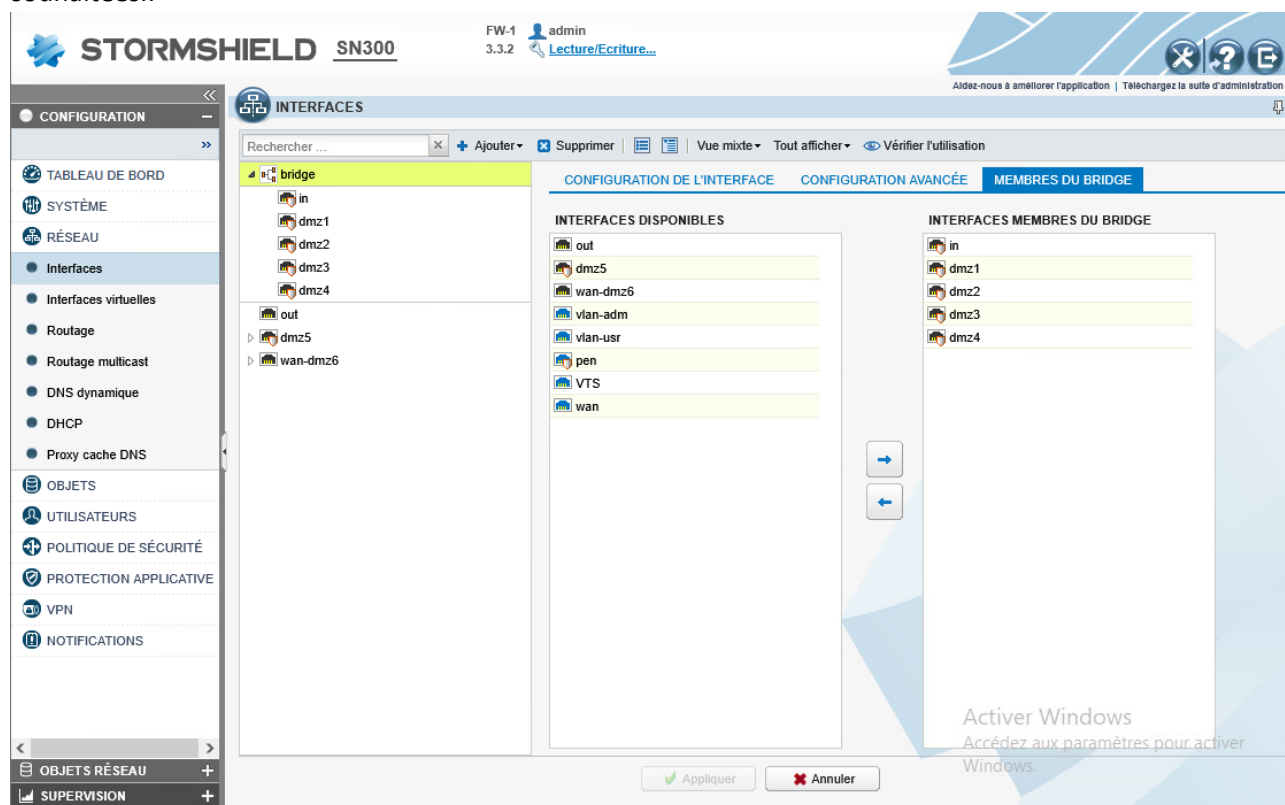 STORMSHIELD SN300
FW-1 admin
3.3.2 Lecture/Ecriture...
Aidez-nous à améliorer l'application | Téléchargez la suite d'administration
CONFIGURATION
INTERFACES
Rechercher ... Ajouter Supprimer Vue mixte Tout afficher Vérifier l'utilisation
TABLEAU DE BORD
SYSTÈME
RÉSEAU
Interfaces
Interfaces virtuelles
Routage
Routage multicast
DNS dynamique
DHCP
Proxy cache DNS
OBJETS
UTILISATEURS
POLITIQUE DE SÉCURITÉ
PROTECTION APPLICATIVE
VPN
NOTIFICATIONS
OBJETS RÉSEAU
SUPERVISION
bridge
in
dmz1
dmz2
dmz3
dmz4
out
dmz5
wan-dmz6
CONFIGURATION DE L'INTERFACE CONFIGURATION AVANCÉE MEMBRES DU BRIDGE
INTERFACES DISPONIBLES
out
dmz5
wan-dmz6
vlan-adm
vlan-usr
pen
VTS
wan
INTERFACES MEMBRES DU BRIDGE
in
dmz1
dmz2
dmz3
dmz4
Appliquer Annuler
Activer Windows
Accédez aux paramètres pour activer
Windows.